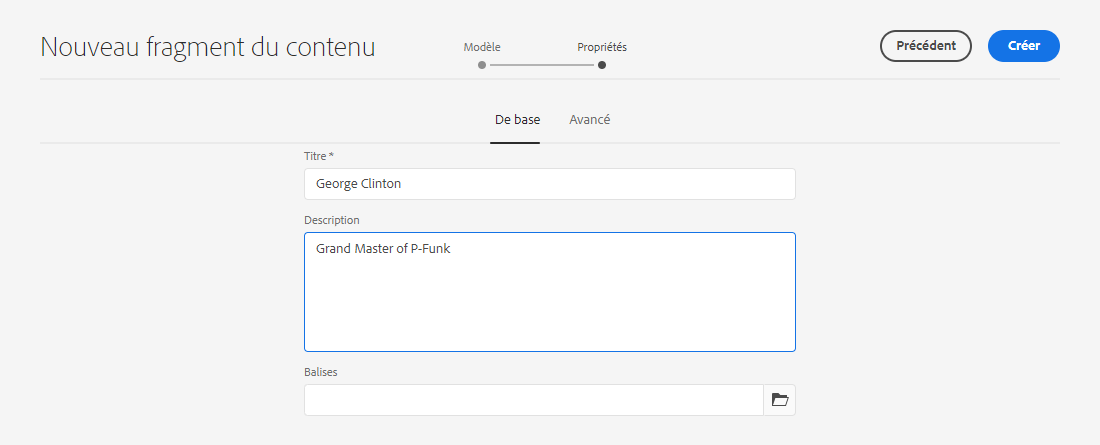 Nouveau fragment du contenu
Modèle
Propriétés
Précédent
Créer
De base
Avancé
Titre *
George Clinton
Description
Grand Master of P-Funk
Balises